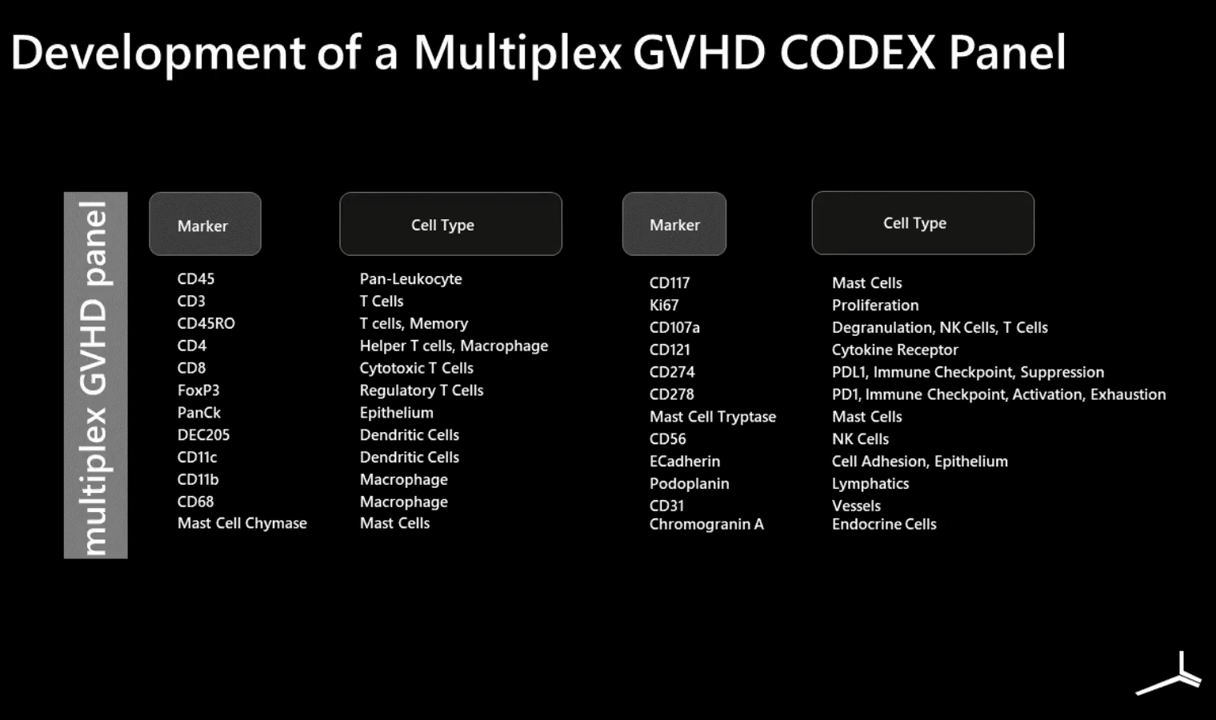 Development of a Multiplex GVHD CODEX Panel
multiplex GVHD panel
Marker Cell Type
CD45 Pan-Leukocyte
CD3 T Cells
CD45RO T cells, Memory
CD4 Helper T cells, Macrophage
CD8 Cytotoxic T Cells
FoxP3 Regulatory T Cells
PanCk Epithelium
DEC205 Dendritic Cells
CD11c Dendritic Cells
CD11b Macrophage
CD68 Macrophage
Mast Cell Chymase Mast Cells
Marker Cell Type
CD117 Mast Cells
Ki67 Proliferation
CD107a Degranulation, NK Cells, T Cells
CD121 Cytokine Receptor
CD274 PDL1, Immune Checkpoint, Suppression
CD278 PD1, Immune Checkpoint, Activation, Exhaustion
Mast Cell Tryptase Mast Cells
CD56 NK Cells
ECadherin Cell Adhesion, Epithelium
Podoplanin Lymphatics
CD31 Vessels
Chromogranin A Endocrine Cells